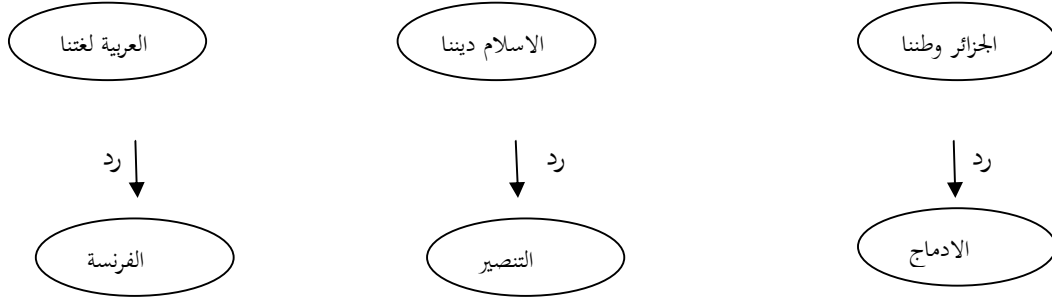 الجزائر وطننا
الاسلام ديننا
العربية لغتنا
رد
رد
رد
الادماج
التنصير
الفرنسة